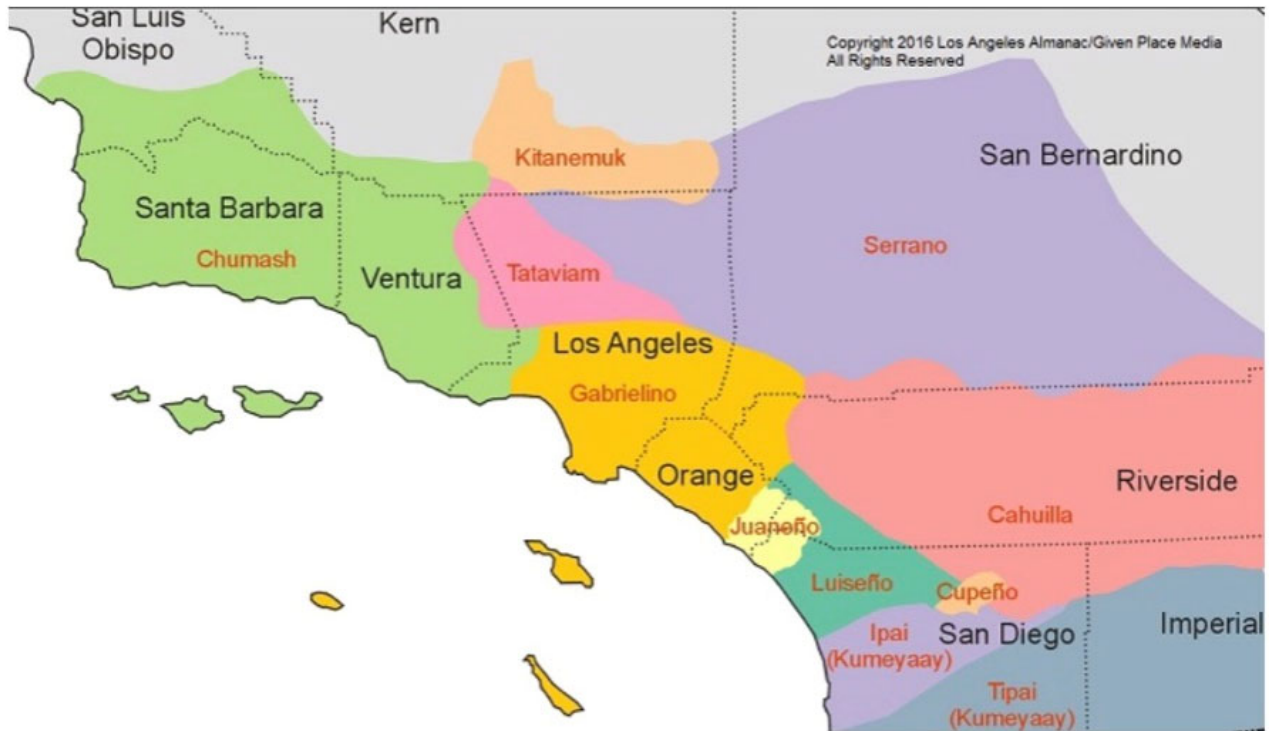 San Luis
Obispo
Kern
Copyright 2016 Los Angeles Almanac/Given Place Media
All Rights Reserved
Kitanemuk
San Bernardino
Santa Barbara
Chumash
Ventura
Tataviam
Serrano
Los Angeles
Gabrielino
Orange
Riverside
Juaneño
Cahuilla
Luiseño
Cupeño
Ipai
(Kumeyaay)
San Diego
Imperial
Tipai
(Kumeyaay)